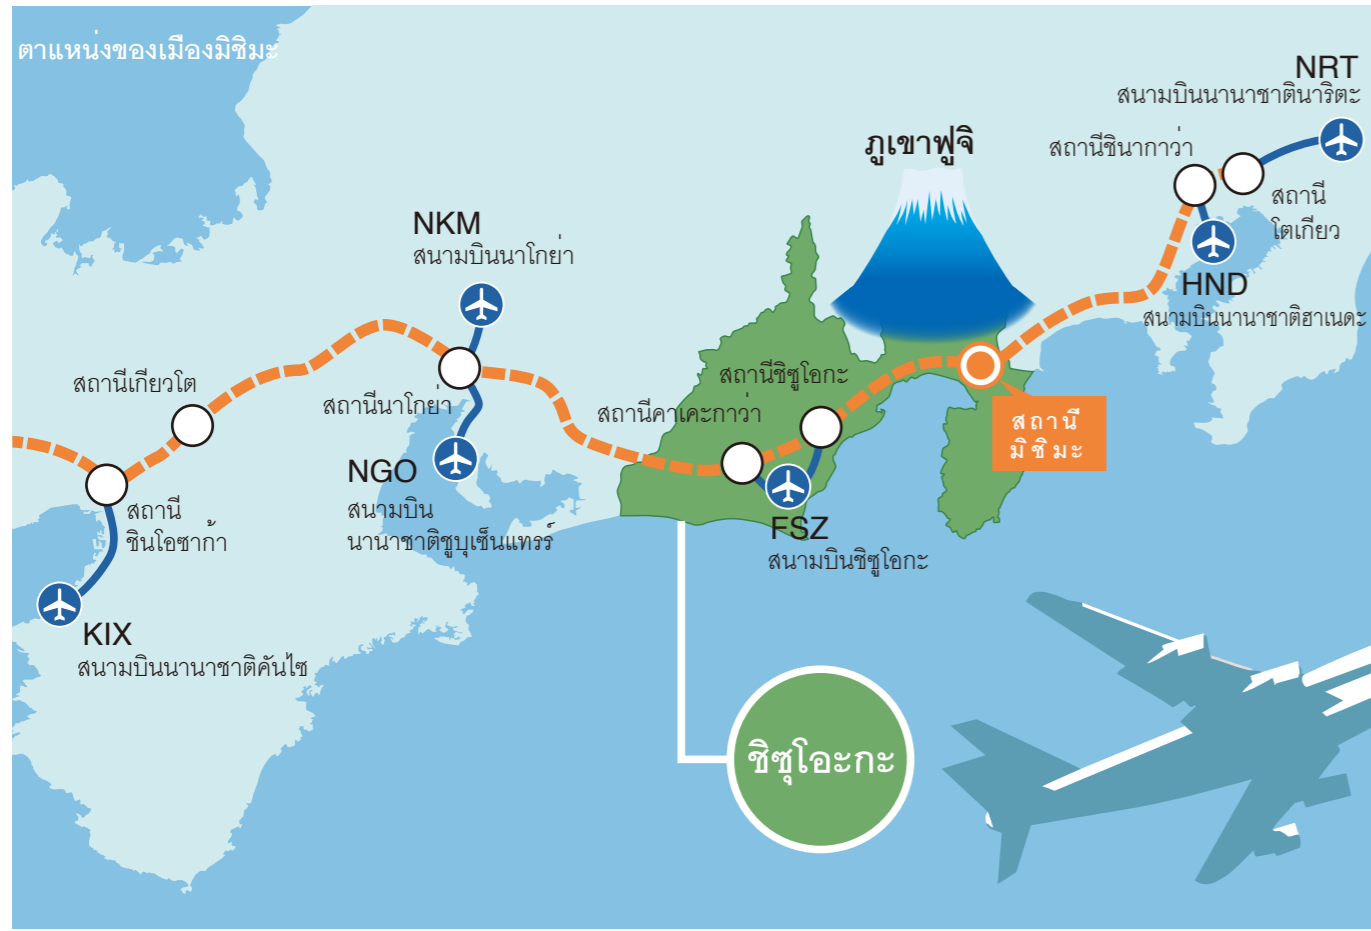 ตาแหน่งของเมืองมิชิมะ
NRT
สนามบินนานาชาตินาริตะ
ภูเขาฟูจิ
สถานีชินากาว่า
สถานี
โตเกียว
NKM
สนามบินนาโกย่า
HND
สนามบินนานาชาติฮาเนดะ
สถานีเกียวโต
สถานีนาโกย่า
สถานีชิซูโอกะ
สถานีคาเคะกาว่า
สถานี
มิชิมะ
NGO
สนามบิน
นานาชาติชูบุเซ็นแทรร์
สถานี
ชินโอซาก้า
FSZ
สนามบินชิซูโอกะ
KIX
สนามบินนานาชาติคันไซ
ชิซุโอะกะ